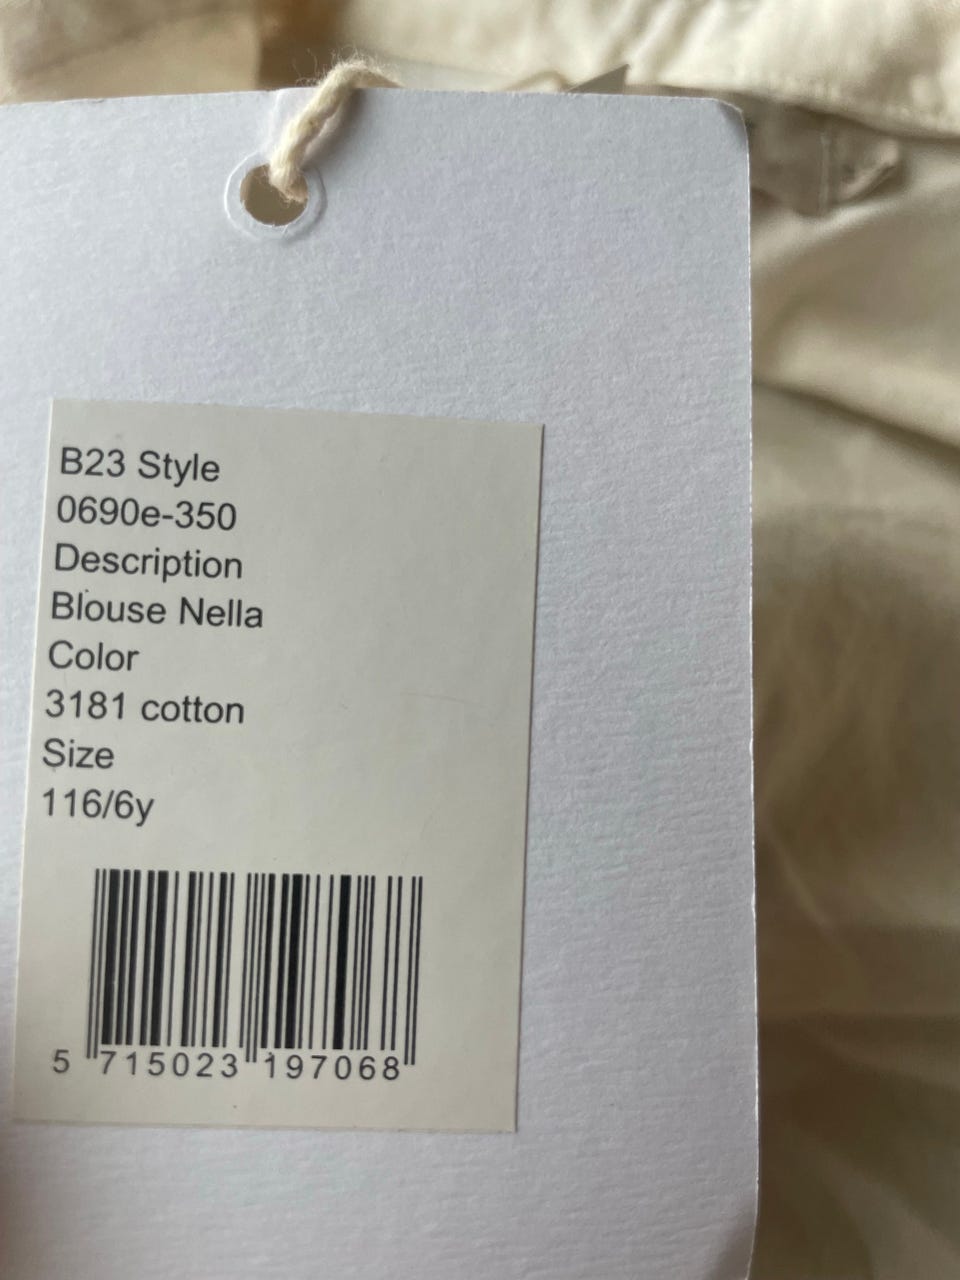 B23 Style
0690e-350
Description
Blouse Nella
Color
3181 cotton
Size
116/6y
5 715023 197068